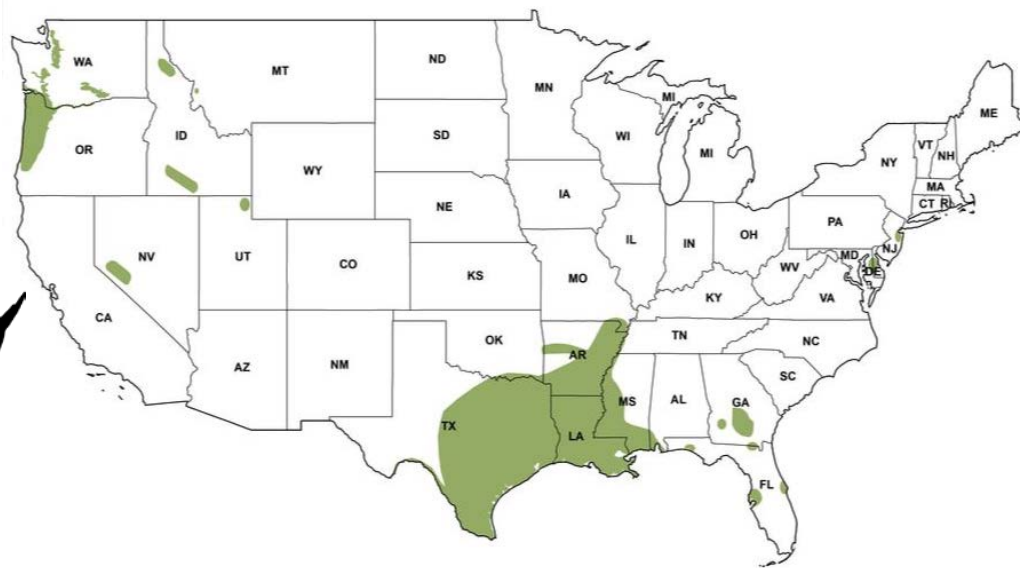 WA
MT
ND
MN
MI
ME
VT
NH
OR
ID
SD
WI
MI
NY
WY
MA
CT RI
IA
NE
PA
NV
UT
CO
IL
IN
OH
NJ
MD
DE
CA
KS
MO
WV
VA
KY
OK
AR
TN
NC
AZ
NM
SC
TX
LA
MS
AL
GA
FL